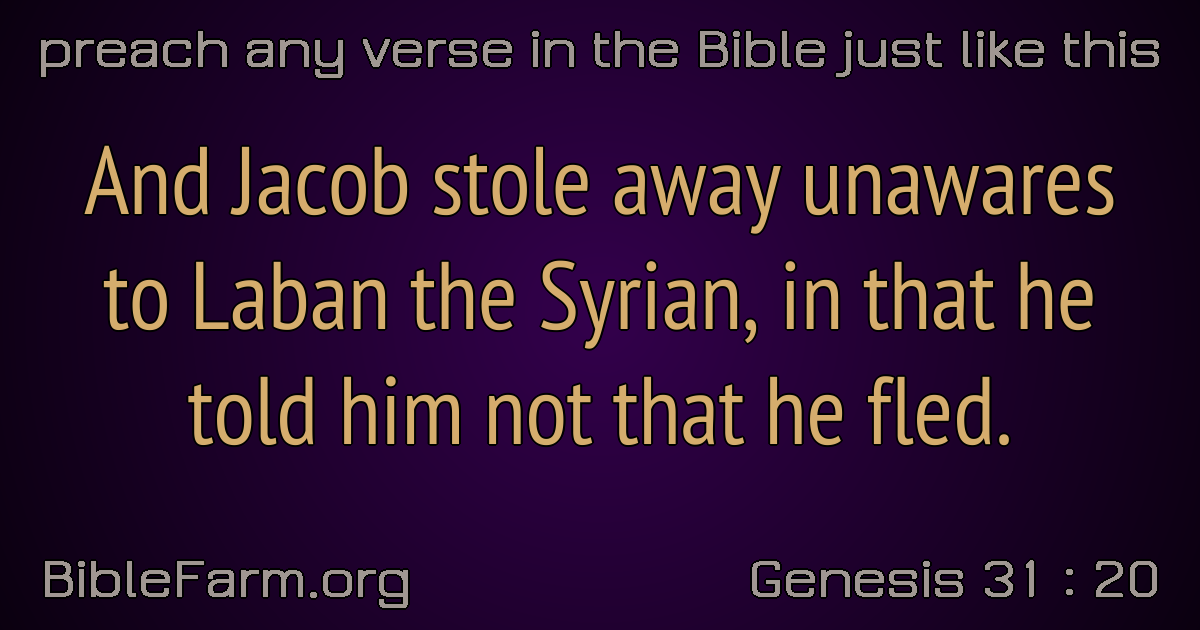 preach any verse in the Bible just like this
And Jacob stole away unawares
to Laban the Syrian, in that he
told him not that he fled.
BibleFarm.org
Genesis 31 : 20